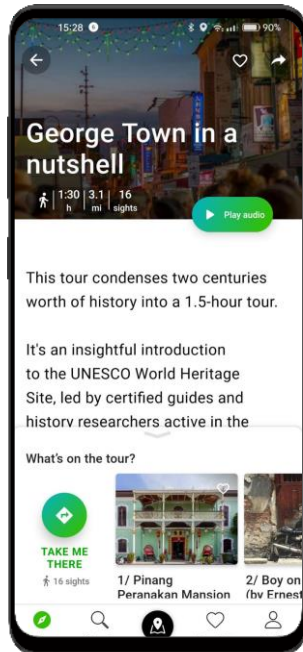 15:28
90%
George Town in a
nutshell
1:30 3.1 16
h mi sights
Play audio
This tour condenses two centuries
worth of history into a 1.5-hour tour.
It's an insightful introduction
to the UNESCO World Heritage
Site, led by certified guides and
history researchers active in the
What's on the tour?
TAKE ME
THERE
16 sights
1/ Pinang
Peranakan Mansion
2/ Boy on
(by Ernest